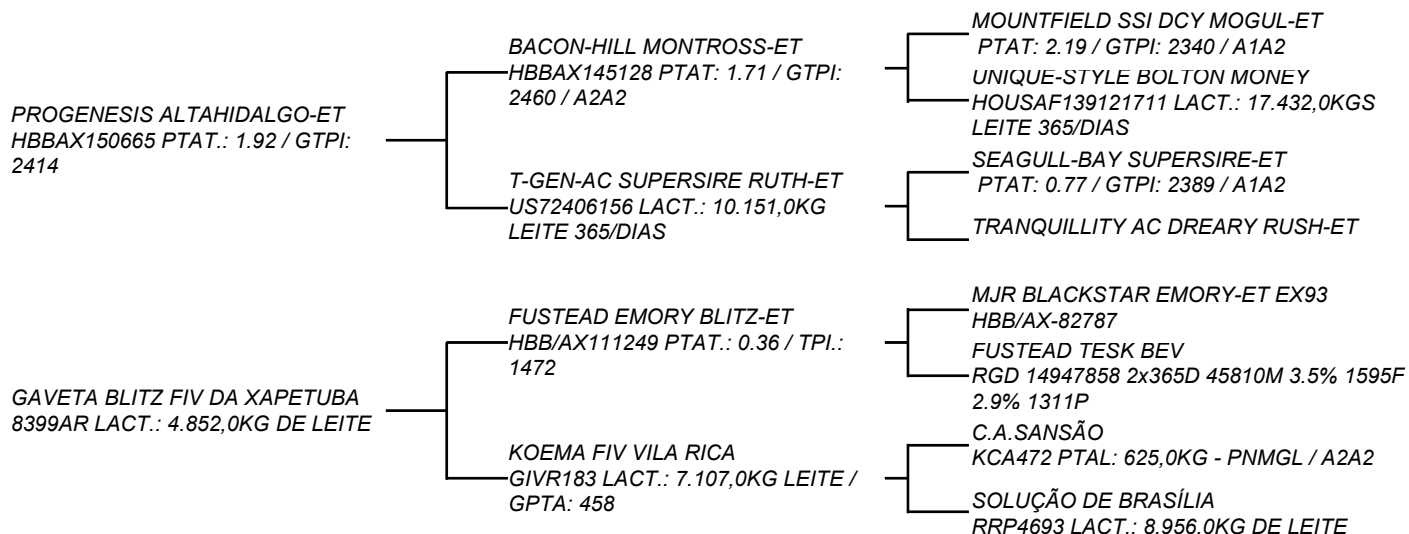 PROGENESIS ALTAHIDALGO-ET
HBBAX150665 PTAT.: 1.92 / GTPI:
2414
BACON-HILL MONTROSS-ET
HBBAX145128 PTAT: 1.71 / GTPI:
2460 / A2A2
MOUNTFIELD SSI DCY MOGUL-ET
PTAT: 2.19 / GTPI: 2340 / A1A2
UNIQUE-STYLE BOLTON MONEY
HOUSAF139121711 LACT.: 17.432,0KGS
LEITE 365/DIAS
T-GEN-AC SUPERSIRE RUTH-ET
US72406156 LACT.: 10.151,0KG
LEITE 365/DIAS
SEAGULL-BAY SUPERSIRE-ET
PTAT: 0.77 / GTPI: 2389 / A1A2
TRANQUILLITY AC DREARY RUSH-ET
GAVETA BLITZ FIV DA XAPETUBA
8399AR LACT.: 4.852,0KG DE LEITE
FUSTEAD EMORY BLITZ-ET
HBB/AX111249 PTAT.: 0.36 / TPI.:
1472
MJR BLACKSTAR EMORY-ET EX93
HBB/AX-82787
FUSTEAD TESK BEV
RGD 14947858 2x365D 45810M 3.5% 1595F
2.9% 1311P
KOEMA FIV VILA RICA
GIVR183 LACT.: 7.107,0KG LEITE /
GPTA: 458
C.A.SANSÃO
KCA472 PTAL: 625,0KG - PNMGL / A2A2
SOLUÇÃO DE BRASÍLIA
RRP4693 LACT.: 8.956,0KG DE LEITE